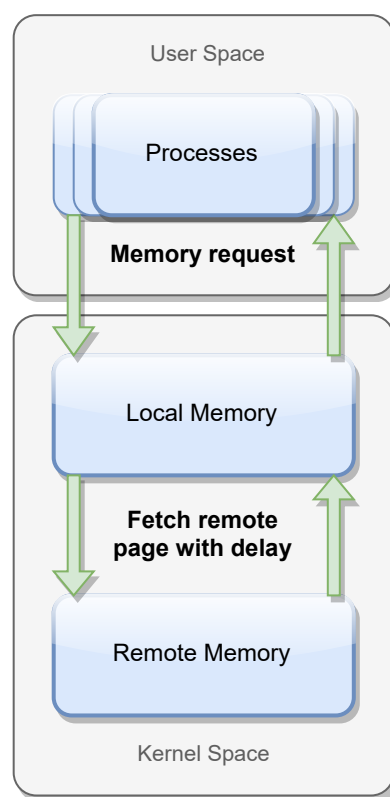 User Space
Processes
Memory request
Local Memory
Fetch remote
page with delay
Remote Memory
Kernel Space